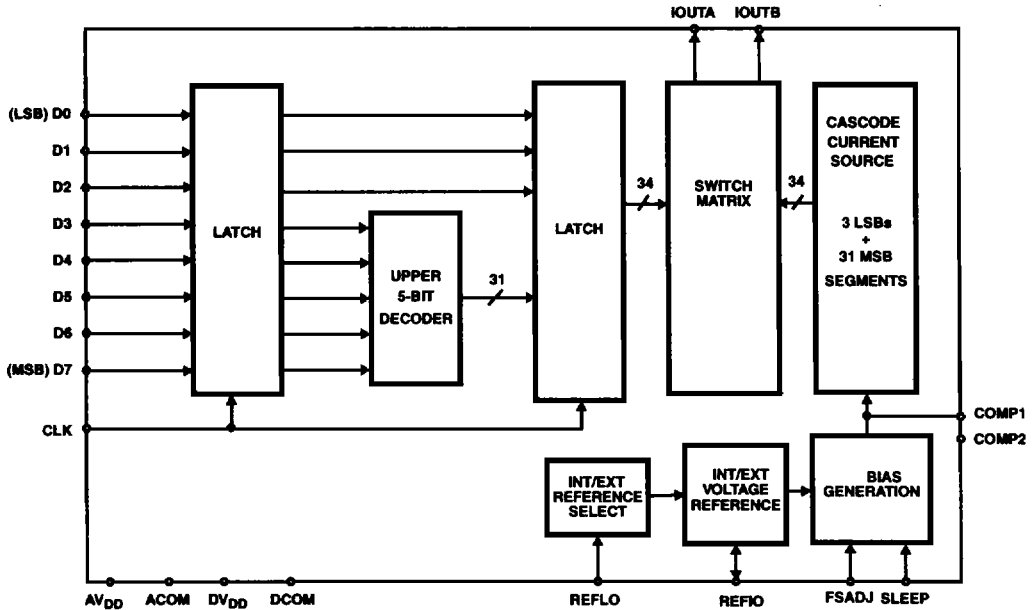 IOUTA IOUTB
(LSB) D0
D1
D2
D3
D4
D5
D6
(MSB) D7
CLK
LATCH
UPPER
5-BIT
DECODER
31
LATCH
34
SWITCH
MATRIX
34
CASCODE
CURRENT
SOURCE
3 LSBs
+
31 MSB
SEGMENTS
COMP1
COMP2
INT/EXT
REFERENCE
SELECT
INT/EXT
VOLTAGE
REFERENCE
BIAS
GENERATION
AVDD ACOM DVDD DCOM REFLO REFIO FSADJ SLEEP